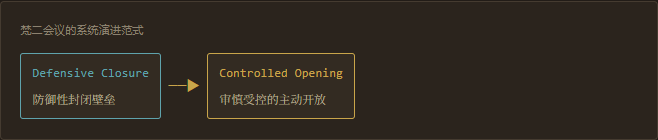 梵二会议的系统演进范式
Defensive Closure
防御性封闭壁垒
Controlled Opening
审慎受控的主动开放